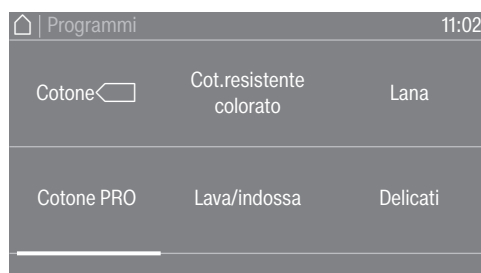 Programmi
11:02
Cotone
Cot.resistente
colorato
Lana
Cotone PRO
Lava/indossa
Delicati